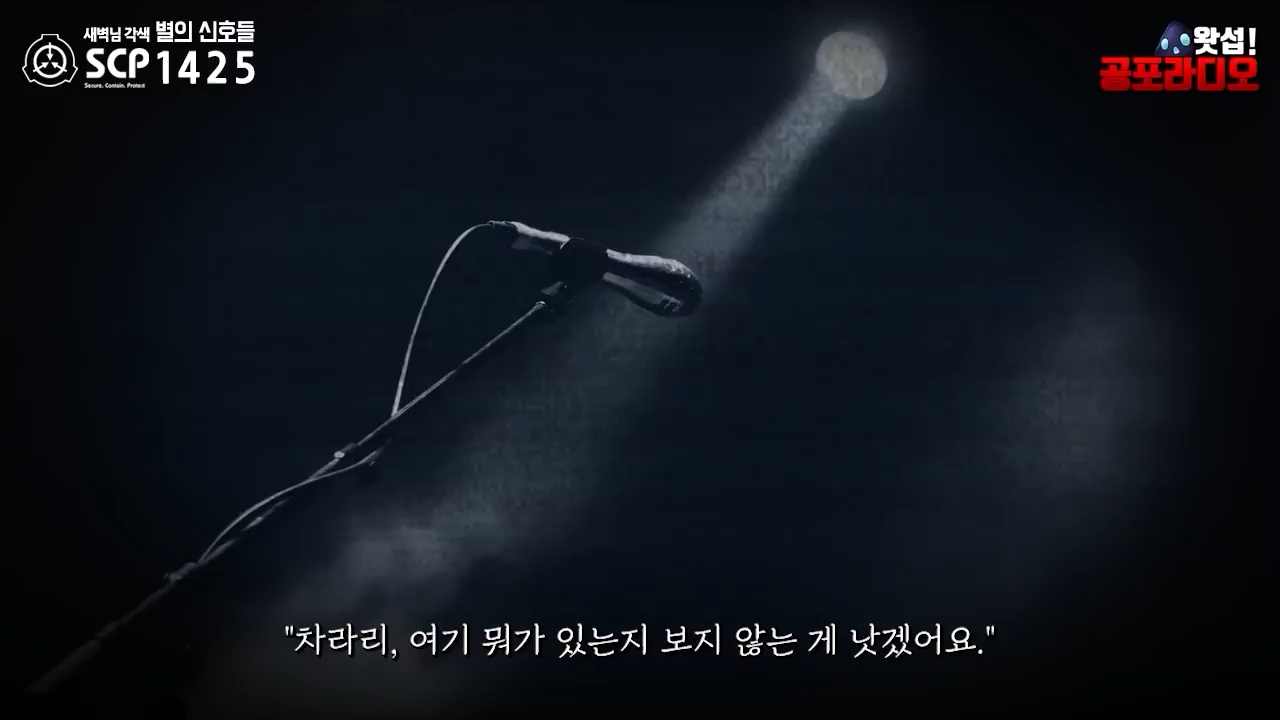 새벽님 각색 별의 신호들
SCP 1425
Secure. Contain. Protect
왓섭!
공포라디오
"차라리, 여기 뭐가 있는지 보지 않는 게 낫겠어요."